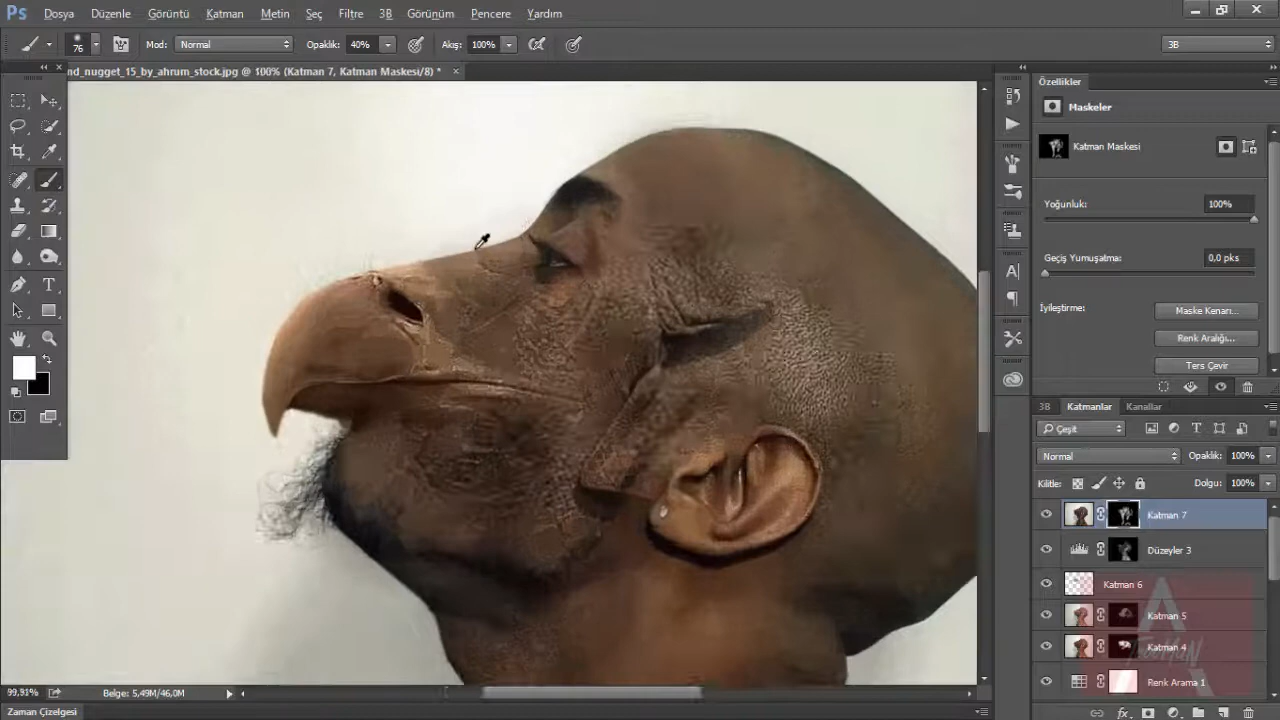 Ps Dosya Düzenle Görüntü Katman Metin Seç Filtre 3B Görünüm Pencere Yardım
76 Mod: Normal Opaklık: 40% Akış: 100% 3B
nd_nugget_15_by_ahrum_stock.jpg @ 100% (Katman 7, Katman Maskesi/8) *
Özellikler
Maskeler
Katman Maskesi
Yoğunluk: 100%
Geçiş Yumuşatma: 0,0 pks
İyileştirme: Maske Kenarı...
Renk Aralığı...
Ters Çevir
3B Katmanlar Kanallar
Çeşit
Normal Opaklık: 100%
Kilitle: Dolgu: 100%
Katman 7
Düzeyler 3
Katman 6
Katman 5
Katman 4
Renk Arama 1
99,91% Belge: 5,49M/46,0M
Zaman Çizelgesi